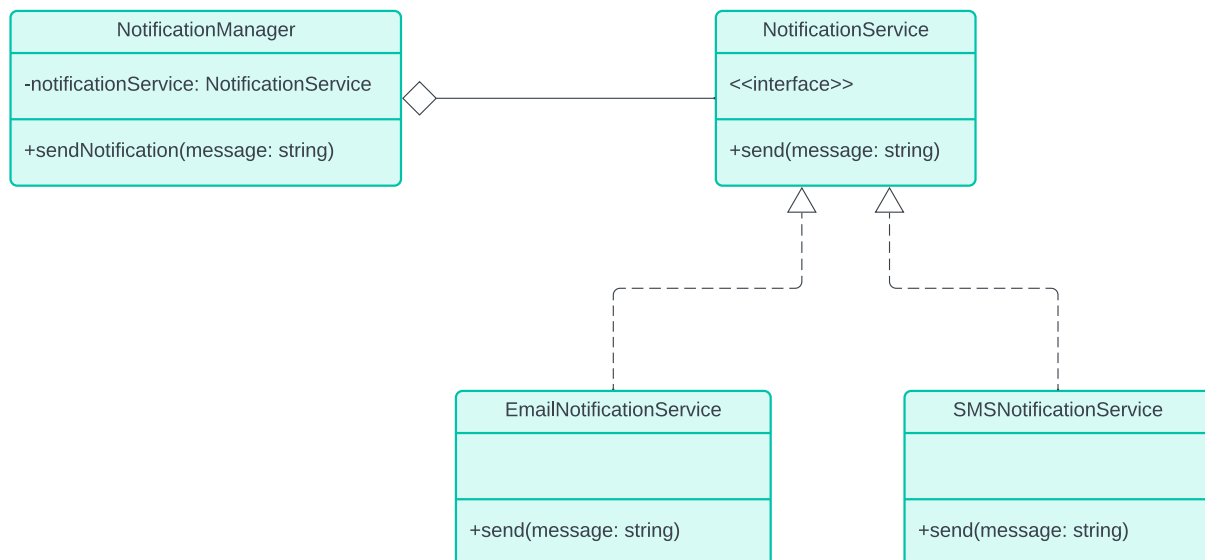 NotificationManager
-notificationService: NotificationService
+sendNotification(message: string)
NotificationService
<<interface>>
+send(message: string)
EmailNotificationService
+send(message: string)
SMSNotificationService
+send(message: string)